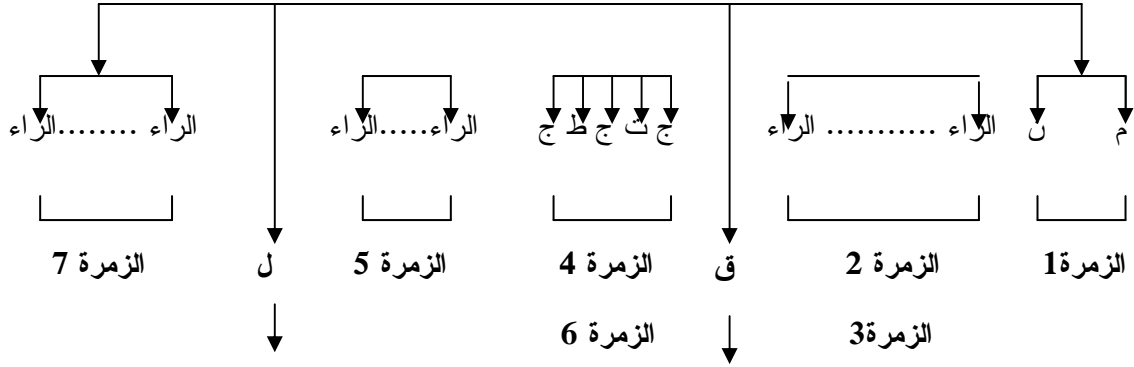 م ن الراء ........... الراء ج ت ج ط ج الراء.....الراء الراء ........الراء
الزمرة1 الزمرة 2 ق الزمرة 4 الزمرة 5 ل الزمرة 7
الزمرة3 الزمرة 6